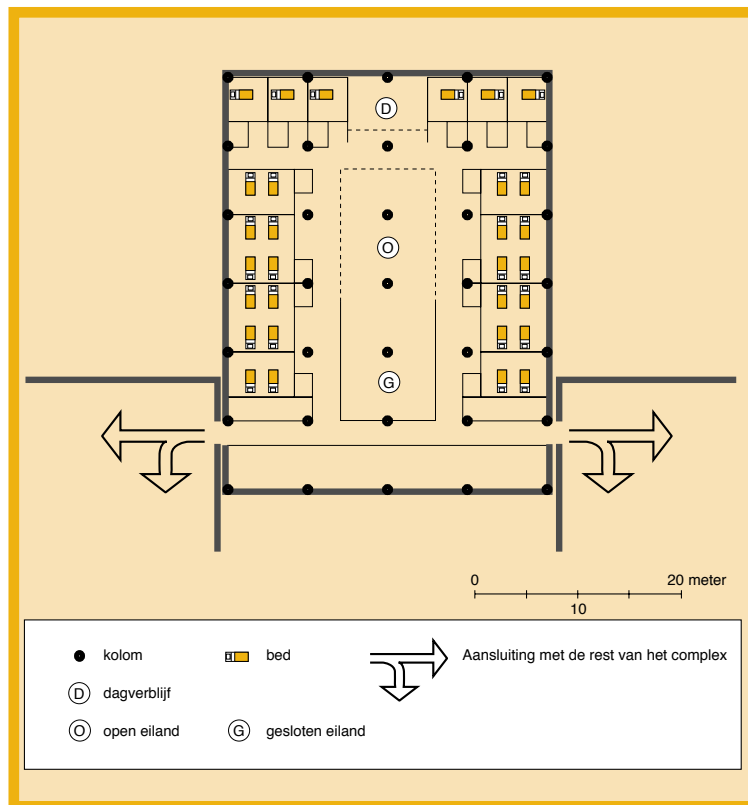 D
O
G
0 20 meter
10
kolom bed Aansluiting met de rest van het complex
D dagverblijf
O open eiland G gesloten eiland